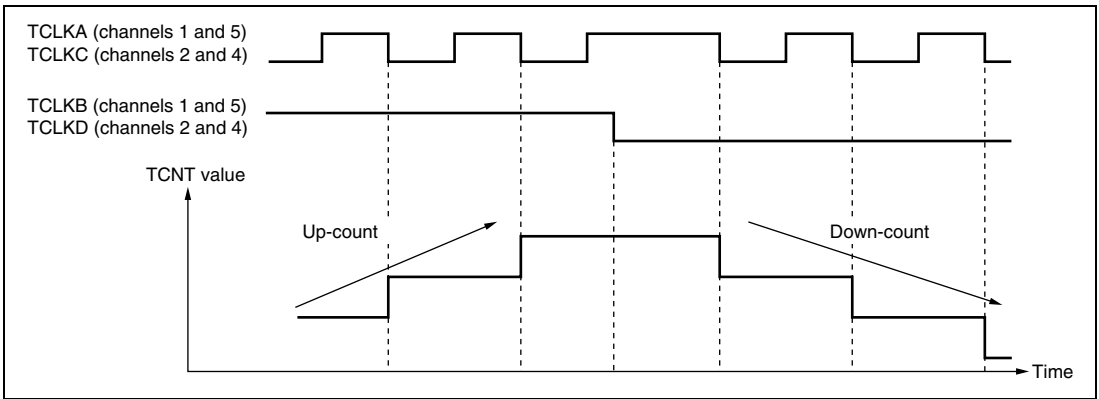 TCLKA (channels 1 and 5)
TCLKC (channels 2 and 4)
TCLKB (channels 1 and 5)
TCLKD (channels 2 and 4)
TCNT value
Up-count
Down-count
Time